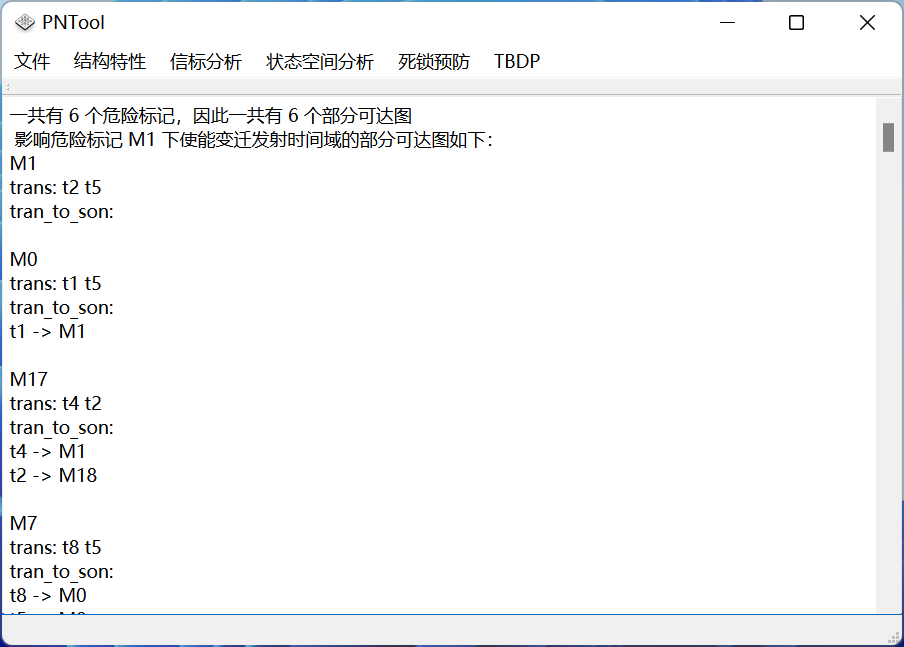 PNTool
文件 结构特性 信标分析 状态空间分析 死锁预防 TBDP
一共有 6 个危险标记，因此一共有 6 个部分可达图
影响危险标记 M1 下使能变迁发射时间域的部分可达图如下：
M1
trans: t2 t5
tran_to_son:
M0
trans: t1 t5
tran_to_son:
t1 -> M1
M17
trans: t4 t2
tran_to_son:
t4 -> M1
t2 -> M18
M7
trans: t8 t5
tran_to_son:
t8 -> M0